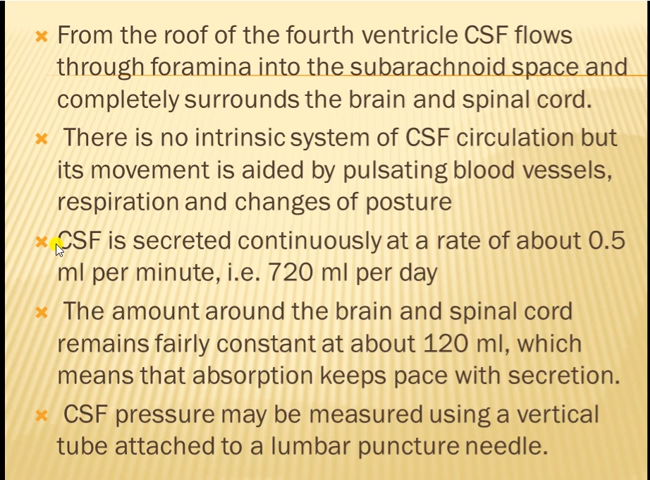 From the roof of the fourth ventricle CSF flows
through foramina into the subarachnoid space and
completely surrounds the brain and spinal cord.
There is no intrinsic system of CSF circulation but
its movement is aided by pulsating blood vessels,
respiration and changes of posture
CSF is secreted continuously at a rate of about 0.5
ml per minute, i.e. 720 ml per day
The amount around the brain and spinal cord
remains fairly constant at about 120 ml, which
means that absorption keeps pace with secretion.
CSF pressure may be measured using a vertical
tube attached to a lumbar puncture needle.